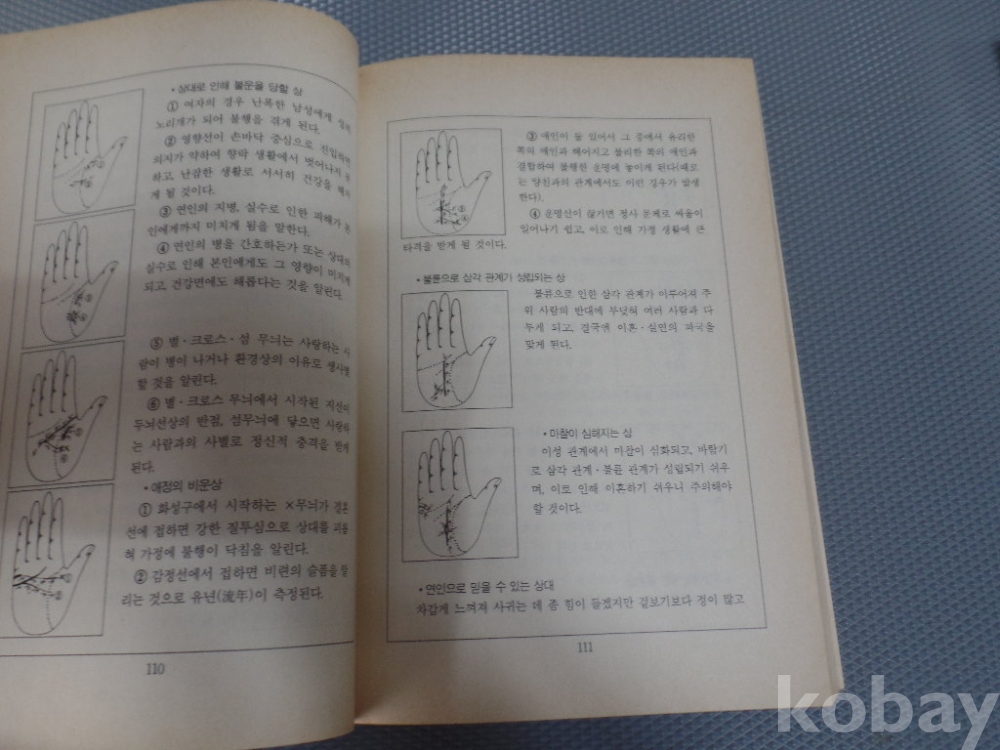 • 상대로 인해 불운을 당할 상
① 여자의 경우 난폭한 남성에게 성적
노리개가 되어 불행을 겪게 된다.
② 영향선이 손바닥 중심으로 진입하면
의지가 약하여 향락 생활에서 벗어나지 못
하고, 난잡한 생활로 서서히 건강을 해치
게 될 것이다.
③ 연인의 지병, 실수로 인한 피해가 본
인에게까지 미치게 됨을 말한다.
④ 연인의 병을 간호하든가 또는 상대의
실수로 인해 본인에게도 그 영향이 미치게
되고 건강면에도 해롭다는 것을 알린다.
⑤ 별·크로스·섬 무늬는 사랑하는 사
람이 병이 나거나 환경상의 이유로 생사별
할 것을 알린다.
⑥ 별·크로스 무늬에서 시작된 지선이
두뇌선상의 반점, 섬무늬에 닿으면 사랑하
는 사람과의 사별로 정신적 충격을 받게
된다.
• 애정의 비운상
① 화성구에서 시작하는 ×무늬가 결혼
선에 접하면 강한 질투심으로 상대를 괴롭
혀 가정에 불행이 닥침을 알린다.
② 감정선에서 접하면 비련의 슬픔을 알
리는 것으로 유년(流年)이 측정된다.
110
③ 애인이 둘 있어서 그 중에서 유리한
쪽의 애인과 헤어지고 불리한 쪽의 애인과
결합하여 불행한 운명에 놓이게 된다(때로
는 양친과의 관계에서도 이런 경우가 발생
한다).
④ 운명선이 끊기면 정사 문제로 싸움이
일어나기 쉽고, 이로 인해 가정 생활에 큰
타격을 받게 될 것이다.
• 불륜으로 삼각 관계가 성립되는 상
불륜으로 인한 삼각 관계가 이루어져 주
위 사람의 반대에 부딪혀 여러 사람과 다
투게 되고, 결국엔 이혼·실연의 파국을
맞게 된다.
• 마찰이 심해지는 상
이성 관계에서 마찰이 심화되고, 바람기
로 삼각 관계·불륜 관계가 성립되기 쉬우
며, 이로 인해 이혼하기 쉬우니 주의해야
할 것이다.
• 연인으로 믿을 수 있는 상대
차갑게 느껴져 사귀는 데 좀 힘이 들겠지만 겉보기보다 정이 많고
111
kobay